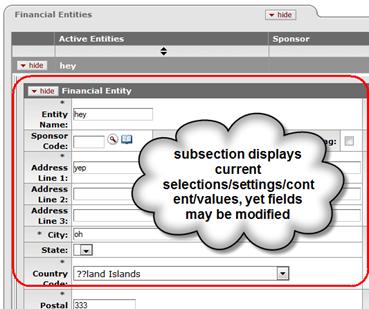 Financial Entities
hide
Active Entities
Sponsor
hide
hey
hide
Financial Entity
*
Entity
Name:
hey
Sponsor
Code:
*
Address
Line 1:
yep
Address
Line 2:
Address
Line 3:
* City:
oh
State:
*
Country
Code:
??land Islands
*
Postal
333
subsection displays
current
selections/settings/cont
ent/values, yet fields
may be modified